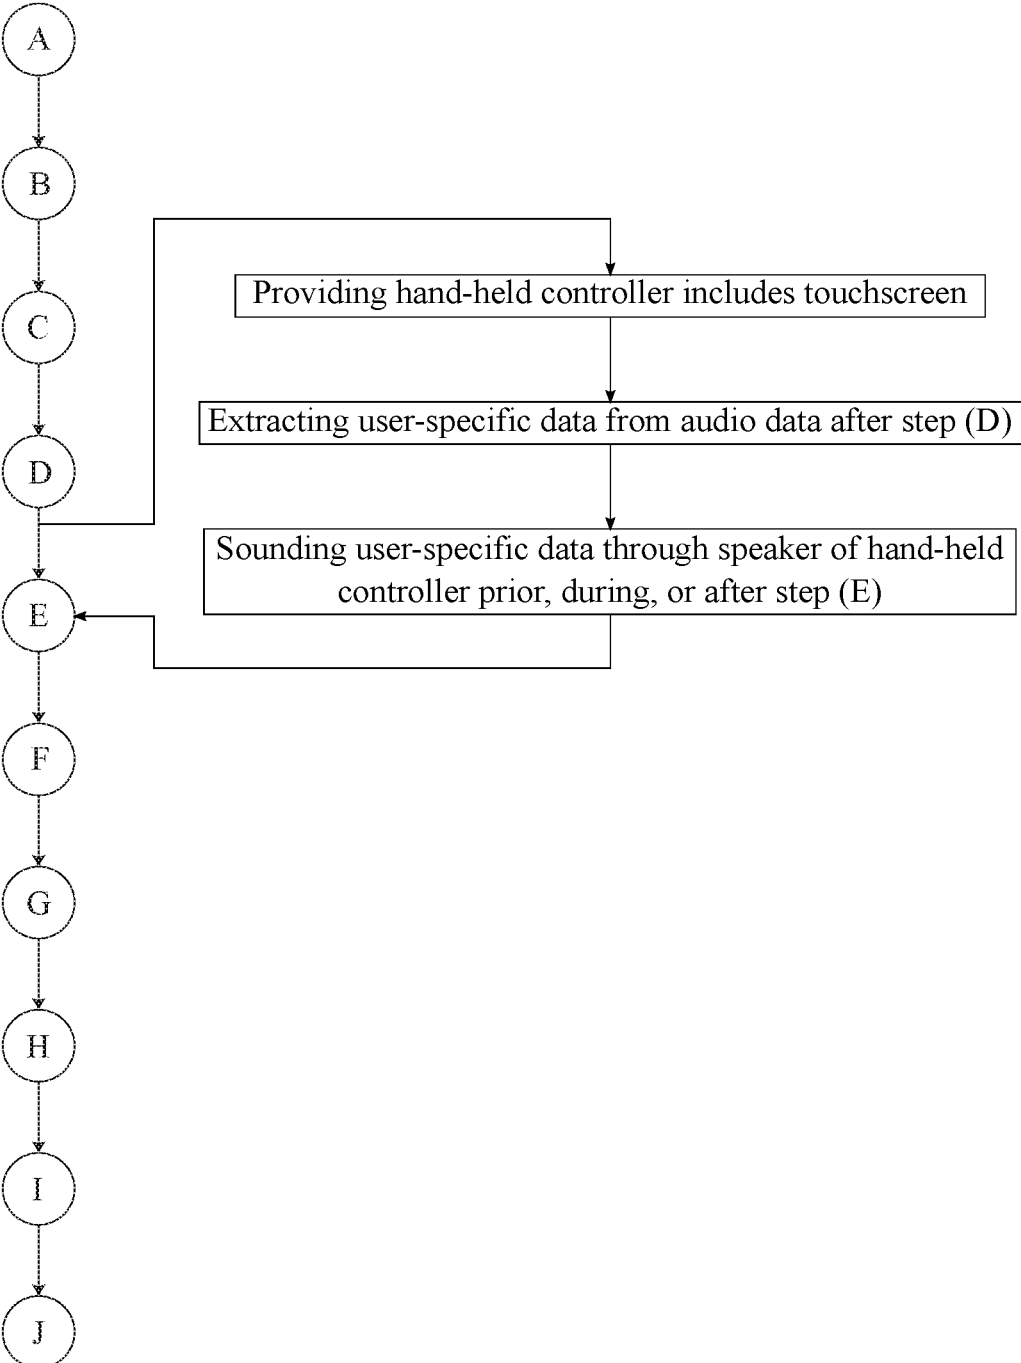 A
B
C
D
E
F
G
H
I
J
Providing hand-held controller includes touchscreen
Extracting user-specific data from audio data after step (D)
Sounding user-specific data through speaker of hand-held
controller prior, during, or after step (E)